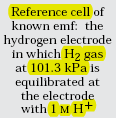 Reference cell of
known emf: the
hydrogen electrode
in which H₂ gas
at 101.3 kPa is
equilibrated at
the electrode
with 1 M H⁺